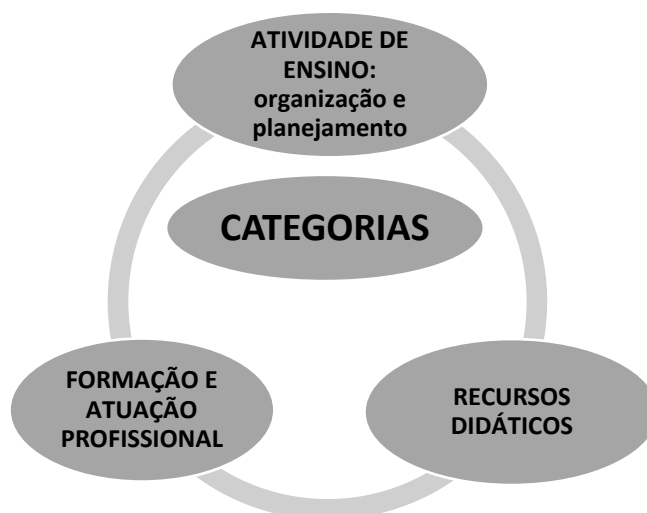 ATIVIDADE DE
ENSINO:
organização e
planejamento
CATEGORIAS
FORMAÇÃO E
ATUAÇÃO
PROFISSIONAL
RECURSOS
DIDÁTICOS